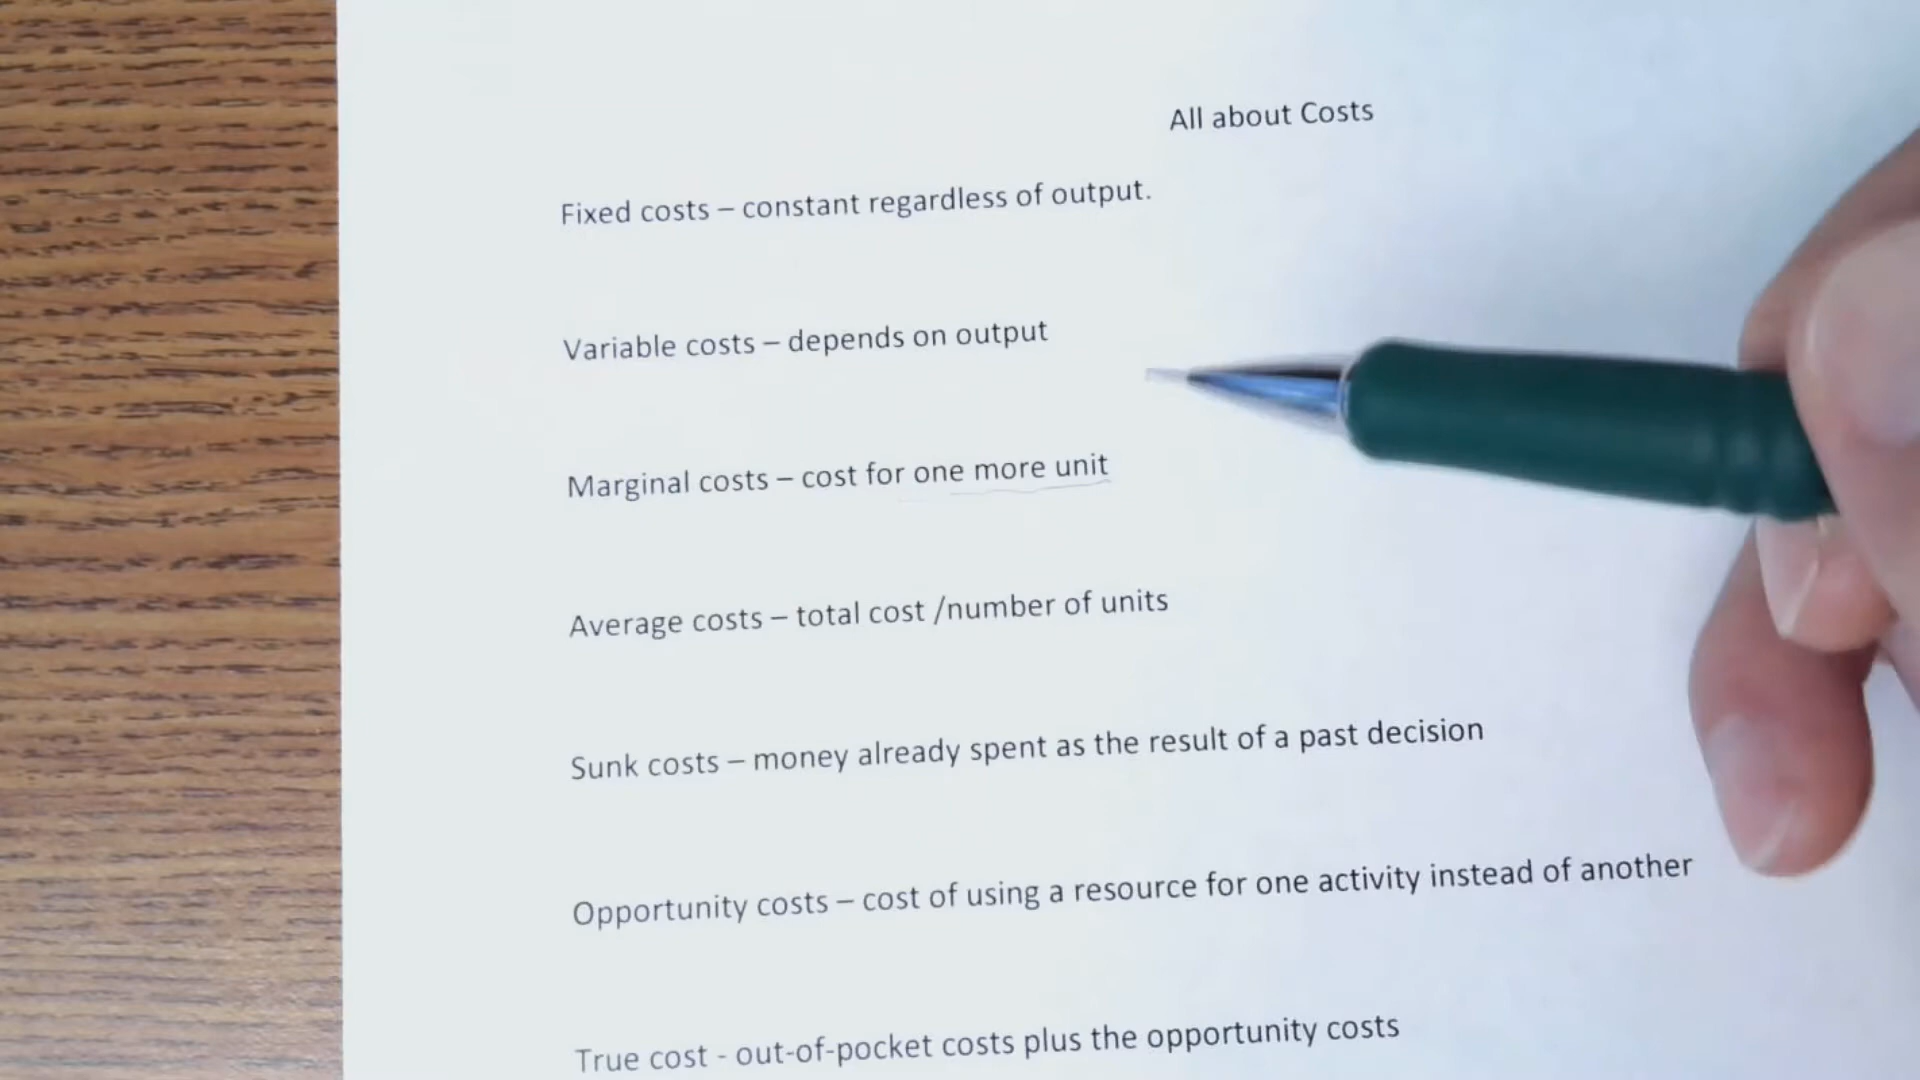 All about Costs
Fixed costs – constant regardless of output.
Variable costs – depends on output
Marginal costs – cost for one more unit
Average costs – total cost /number of units
Sunk costs – money already spent as the result of a past decision
Opportunity costs – cost of using a resource for one activity instead of another
True cost - out-of-pocket costs plus the opportunity costs